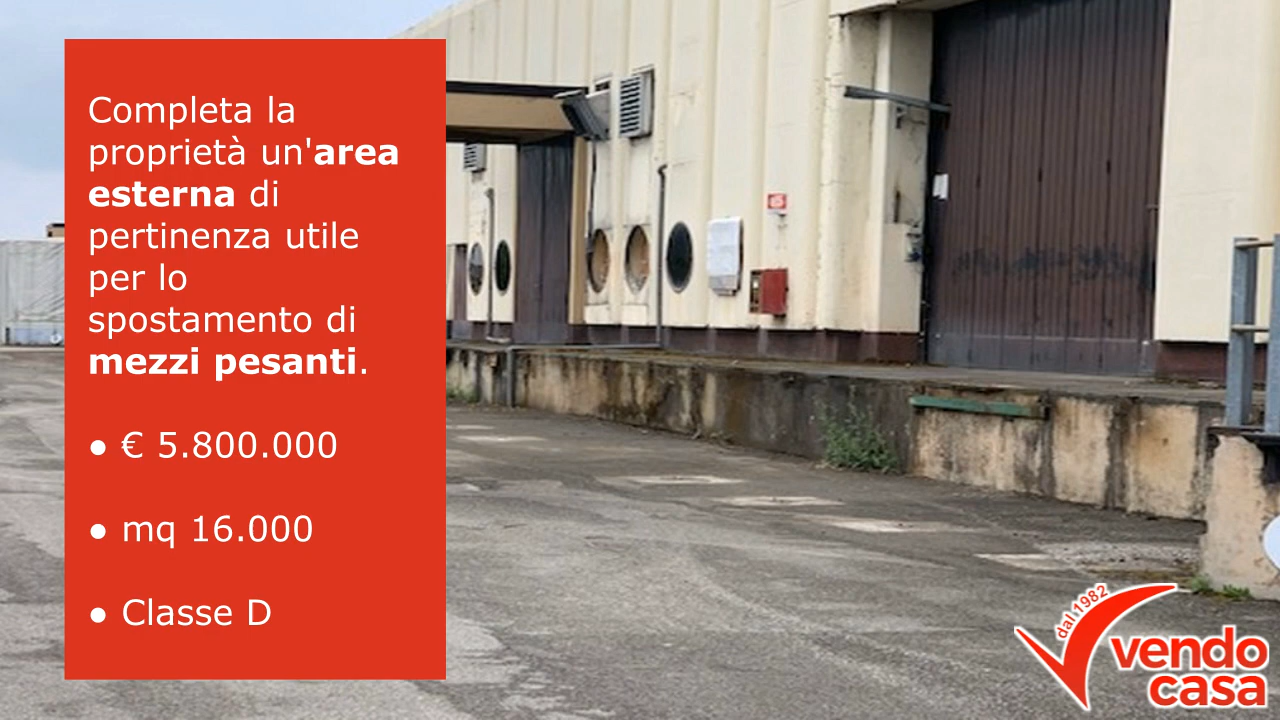 Completa la
proprietà un'area
esterna di
pertinenza utile
per lo
spostamento di
mezzi pesanti.
● € 5.800.000
● mq 16.000
● Classe D
dal 1982
vendo
casa